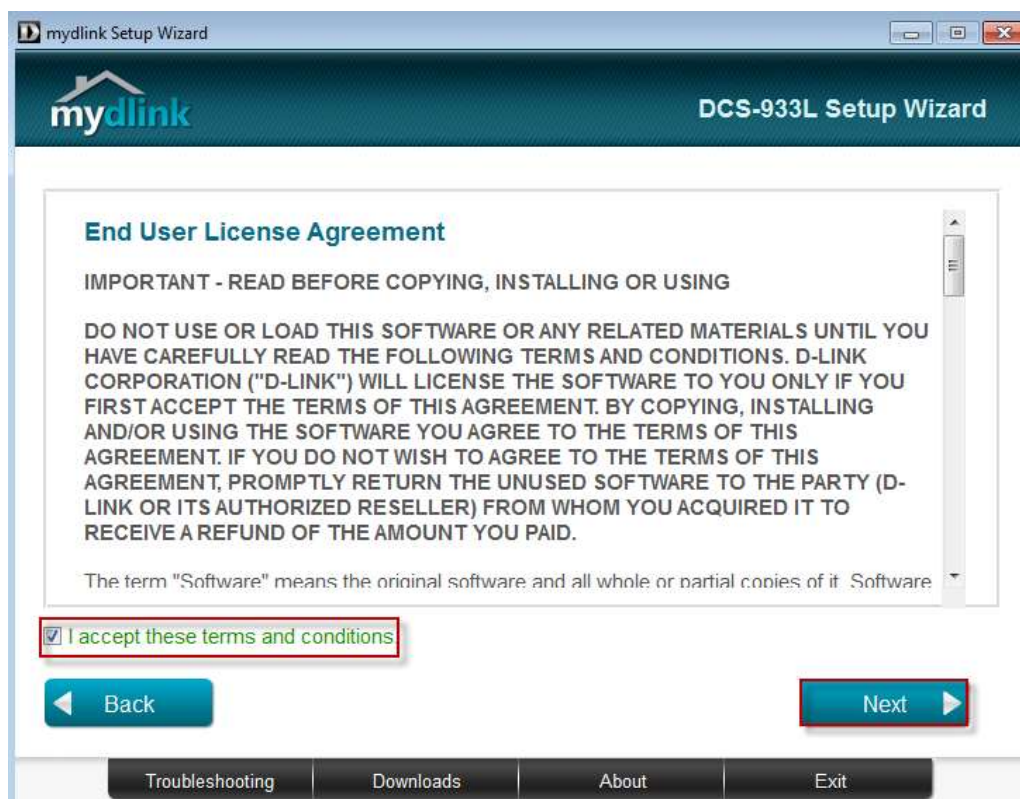 mydlink Setup Wizard
mydlink
DCS-933L Setup Wizard
End User License Agreement
IMPORTANT - READ BEFORE COPYING, INSTALLING OR USING
DO NOT USE OR LOAD THIS SOFTWARE OR ANY RELATED MATERIALS UNTIL YOU
HAVE CAREFULLY READ THE FOLLOWING TERMS AND CONDITIONS. D-LINK
CORPORATION ("D-LINK") WILL LICENSE THE SOFTWARE TO YOU ONLY IF YOU
FIRST ACCEPT THE TERMS OF THIS AGREEMENT. BY COPYING, INSTALLING
AND/OR USING THE SOFTWARE YOU AGREE TO THE TERMS OF THIS
AGREEMENT. IF YOU DO NOT WISH TO AGREE TO THE TERMS OF THIS
AGREEMENT, PROMPTLY RETURN THE UNUSED SOFTWARE TO THE PARTY (D-
LINK OR ITS AUTHORIZED RESELLER) FROM WHOM YOU ACQUIRED IT TO
RECEIVE A REFUND OF THE AMOUNT YOU PAID.
The term "Software" means the original software and all whole or partial copies of it. Software
I accept these terms and conditions.
Back
Next
Troubleshooting
Downloads
About
Exit